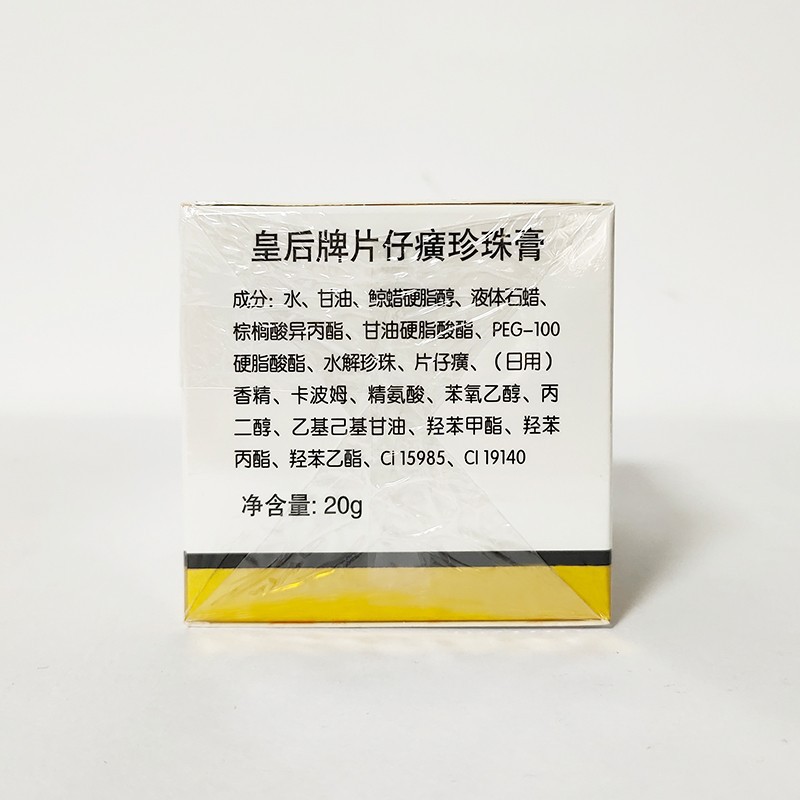 皇后牌片仔癀珍珠膏
成分：水、甘油、鲸蜡硬脂醇、液体石蜡、
棕榈酸异丙酯、甘油硬脂酸酯、PEG-100
硬脂酸酯、水解珍珠、片仔癀、（日用）
香精、卡波姆、精氨酸、苯氧乙醇、丙
二醇、乙基己基甘油、羟苯甲酯、羟苯
丙酯、羟苯乙酯、Ci 15985、CI 19140
净含量: 20g